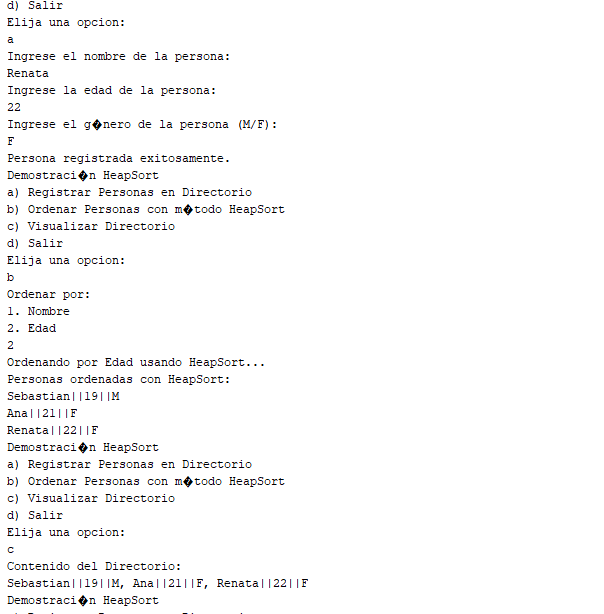 d) Salir
Elija una opcion:
a
Ingrese el nombre de la persona:
Renata
Ingrese la edad de la persona:
22
Ingrese el g�nero de la persona (M/F):
F
Persona registrada exitosamente.
Demostraci�n HeapSort
a) Registrar Personas en Directorio
b) Ordenar Personas con m�todo HeapSort
c) Visualizar Directorio
d) Salir
Elija una opcion:
b
Ordenar por:
1. Nombre
2. Edad
2
Ordenando por Edad usando HeapSort...
Personas ordenadas con HeapSort:
Sebastian||19||M
Ana||21||F
Renata||22||F
Demostraci�n HeapSort
a) Registrar Personas en Directorio
b) Ordenar Personas con m�todo HeapSort
c) Visualizar Directorio
d) Salir
Elija una opcion:
c
Contenido del Directorio:
Sebastian||19||M, Ana||21||F, Renata||22||F
Demostraci�n HeapSort